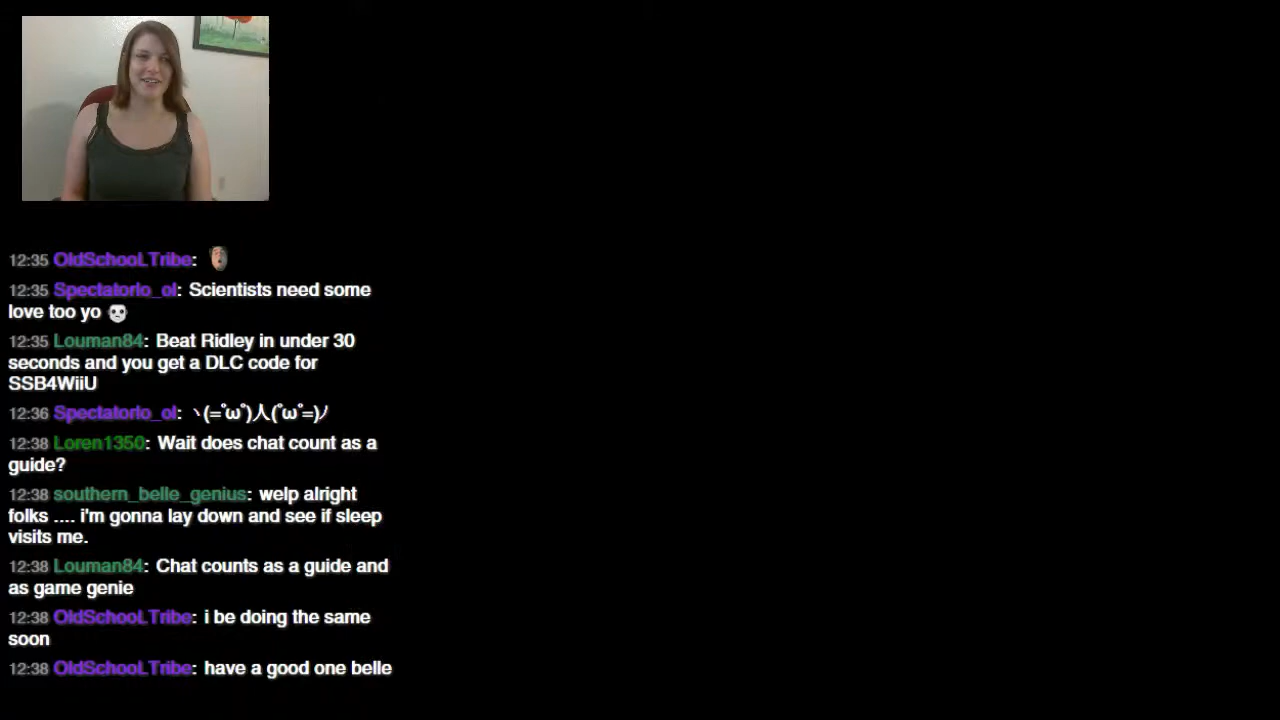 12:35 OldSchooLTribe:
12:35 Spectatorlo_ol: Scientists need some
love too yo
12:35 Louman84: Beat Ridley in under 30
seconds and you get a DLC code for
SSB4WiiU
12:36 Spectatorlo_ol: ヽ(=ﾟωﾟ)人(ﾟωﾟ=)ﾉ
12:38 Loren1350: Wait does chat count as a
guide?
12:38 southern_belle_genius: welp alright
folks .... i'm gonna lay down and see if sleep
visits me.
12:38 Louman84: Chat counts as a guide and
as game genie
12:38 OldSchooLTribe: i be doing the same
soon
12:38 OldSchooLTribe: have a good one belle